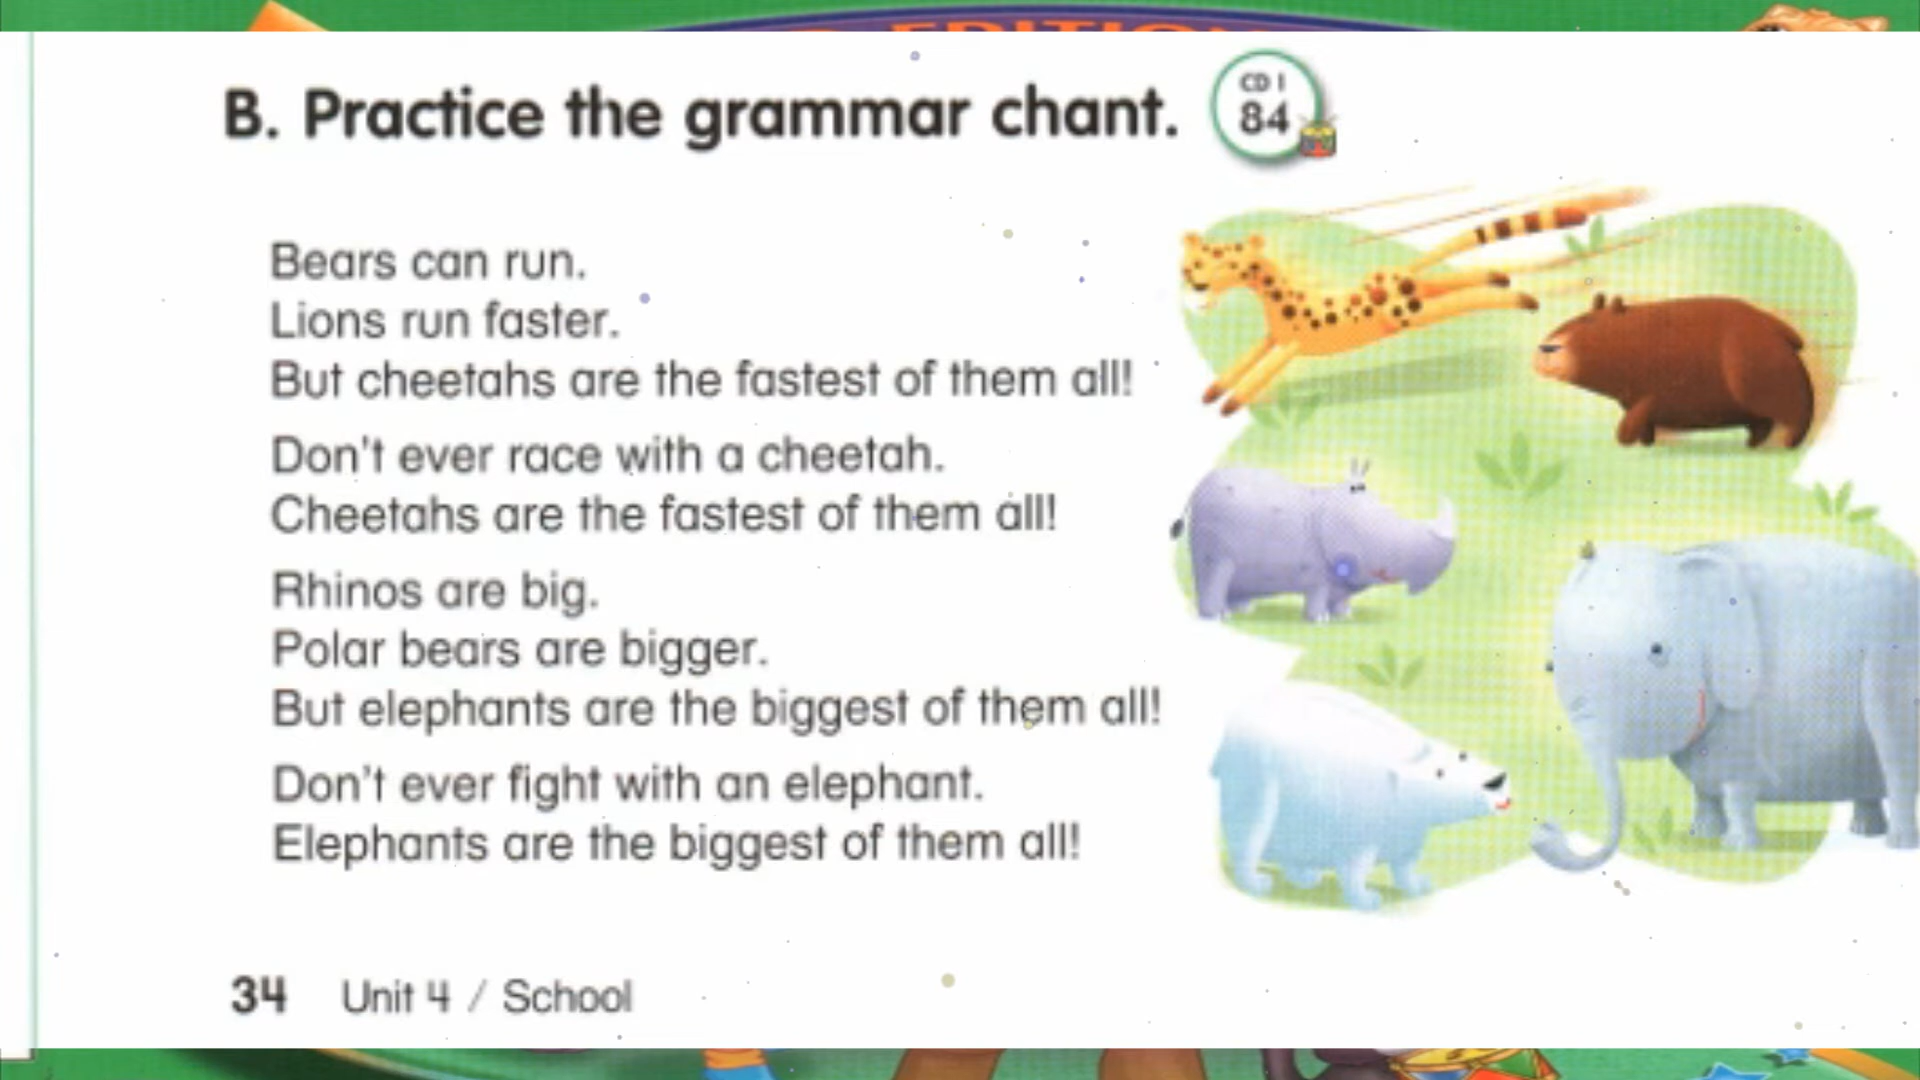 EDITION
B. Practice the grammar chant.
CD 1
84
Bears can run.
Lions run faster.
But cheetahs are the fastest of them all!
Don't ever race with a cheetah.
Cheetahs are the fastest of them all!
Rhinos are big.
Polar bears are bigger.
But elephants are the biggest of them all!
Don't ever fight with an elephant.
Elephants are the biggest of them all!
34 Unit 4 / School